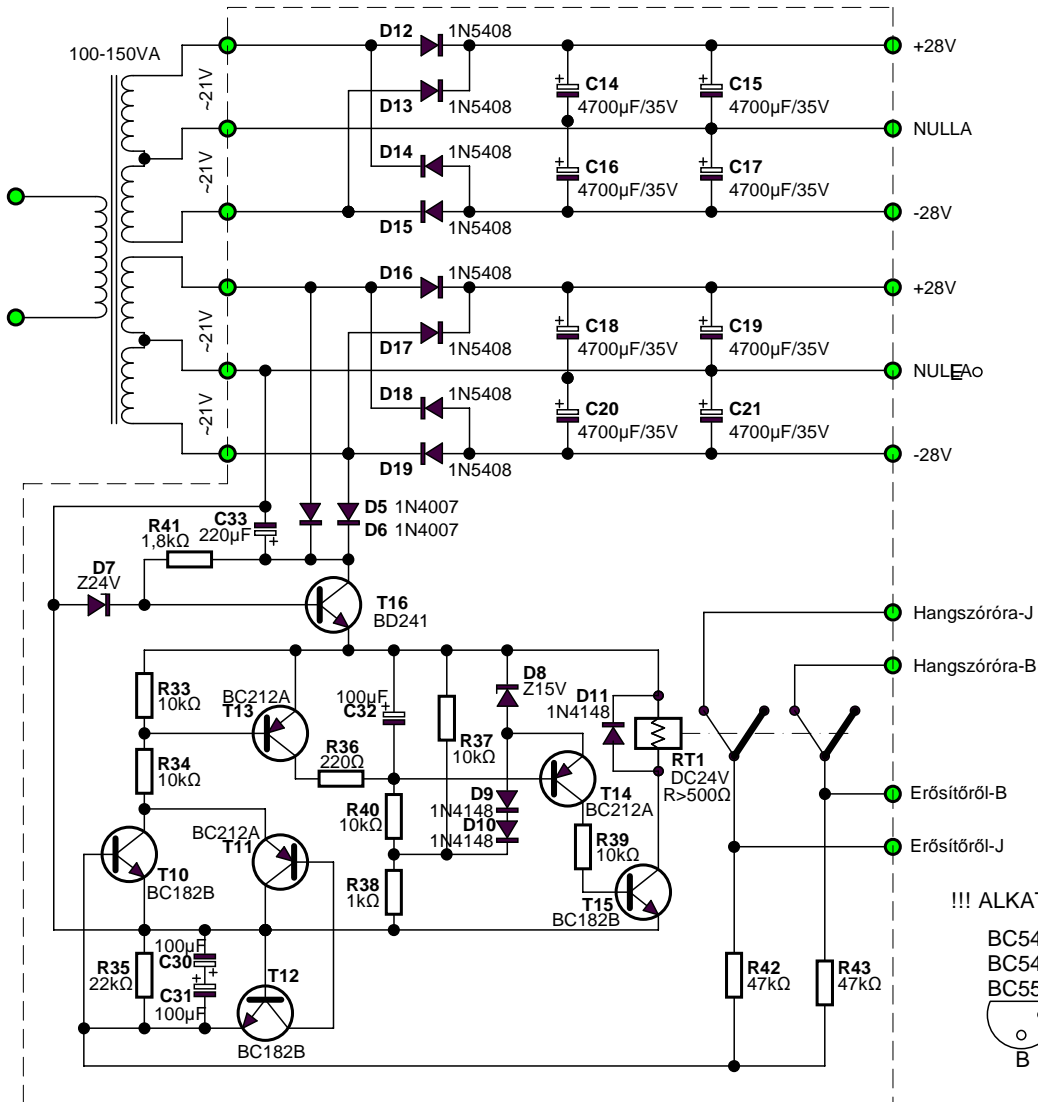 D12 1N5408
100-150VA
~21V
D13 1N5408
+28V
C14
4700µF/35V
C15
4700µF/35V
NULLA
~21V
D14 1N5408
C16
4700µF/35V
C17
4700µF/35V
D15 1N5408
-28V
D16 1N5408
+28V
~21V
D17 1N5408
C18
4700µF/35V
C19
4700µF/35V
~21V
D18 1N5408
C20
4700µF/35V
C21
4700µF/35V
D19 1N5408
-28V
D5 1N4007
D6 1N4007
R41
1,8kΩ
C33
220µF
D7
Z24V
T16
BD241
Hangszóróra-J
Hangszóróra-B
R33
10kΩ
BC212A
T13
100µF
C32
R37
10kΩ
D8
Z15V
D11
1N4148
RT1
DC24V
R>500Ω
R34
10kΩ
R36
220Ω
T14
BC212A
Erősítőről-B
R40
10kΩ
D9
1N4148
D10
1N4148
R39
10kΩ
Erősítőről-J
BC212A
T11
T10
BC182B
R38
1kΩ
T15
BC182B
!!! ALKAT
R35
22kΩ
100µF
C30
C31
100µF
T12
BC182B
R42
47kΩ
R43
47kΩ
BC54
BC54
BC55
B